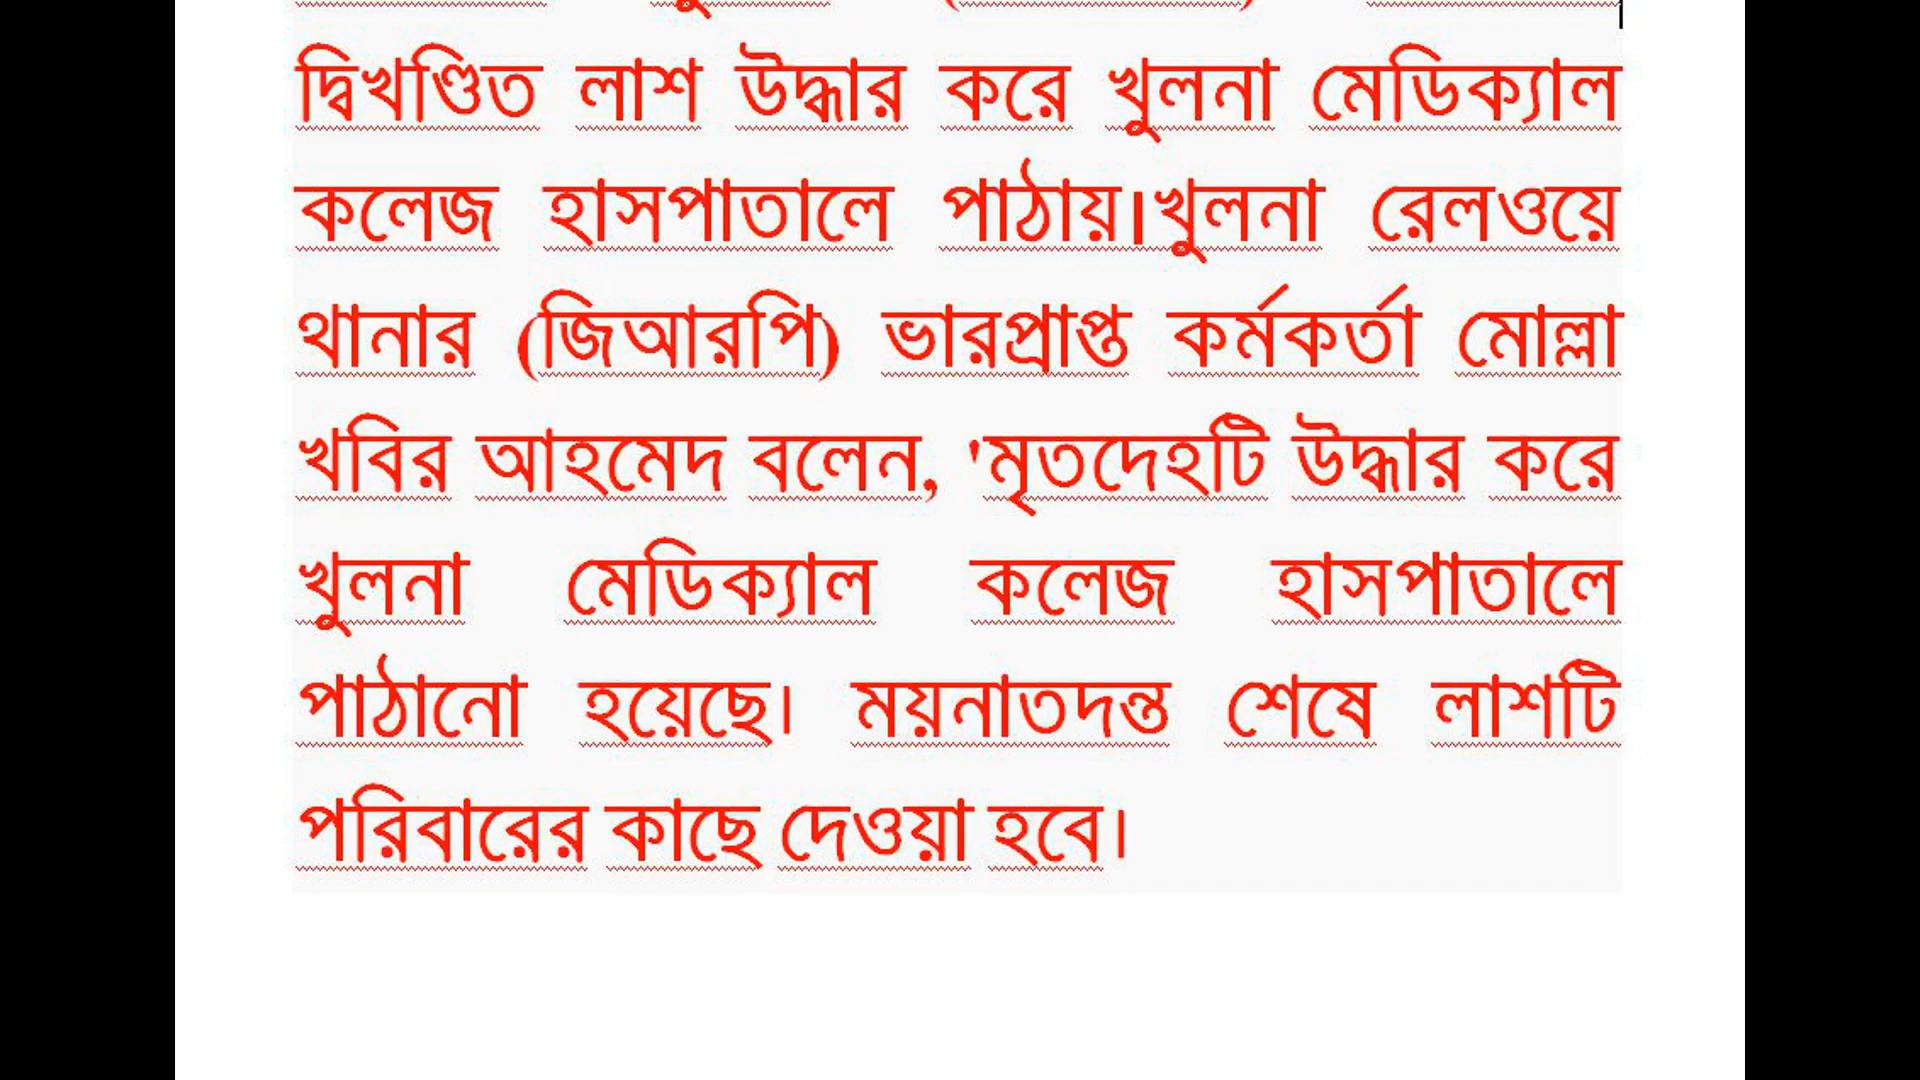 দ্বিখণ্ডিত লাশ উদ্ধার করে খুলনা মেডিক্যাল
কলেজ হাসপাতালে পাঠায়।খুলনা রেলওয়ে
থানার (জিআরপি) ভারপ্রাপ্ত কর্মকর্তা মোল্লা
খবির আহমেদ বলেন, 'মৃতদেহটি উদ্ধার করে
খুলনা মেডিক্যাল কলেজ হাসপাতালে
পাঠানো হয়েছে। ময়নাতদন্ত শেষে লাশটি
পরিবারের কাছে দেওয়া হবে।